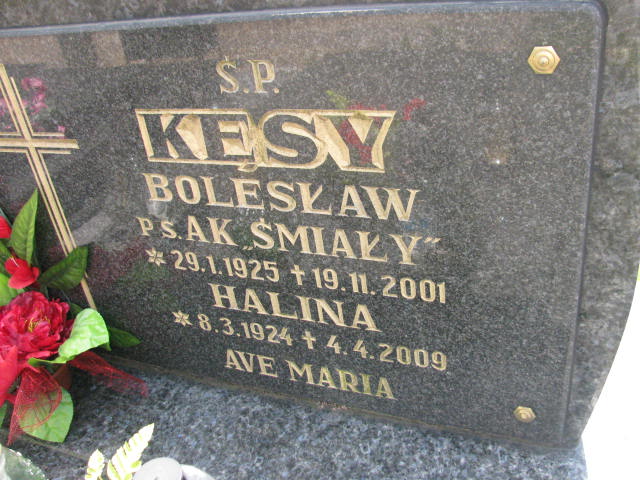 Ś.P.
KĘSY
BOLESŁAW
PS. AK „ŚMIAŁY”
* 29.1.1925 ✝ 19.11.2001
HALINA
* 8.3.1924 ✝ 4.4.2009
AVE MARIA